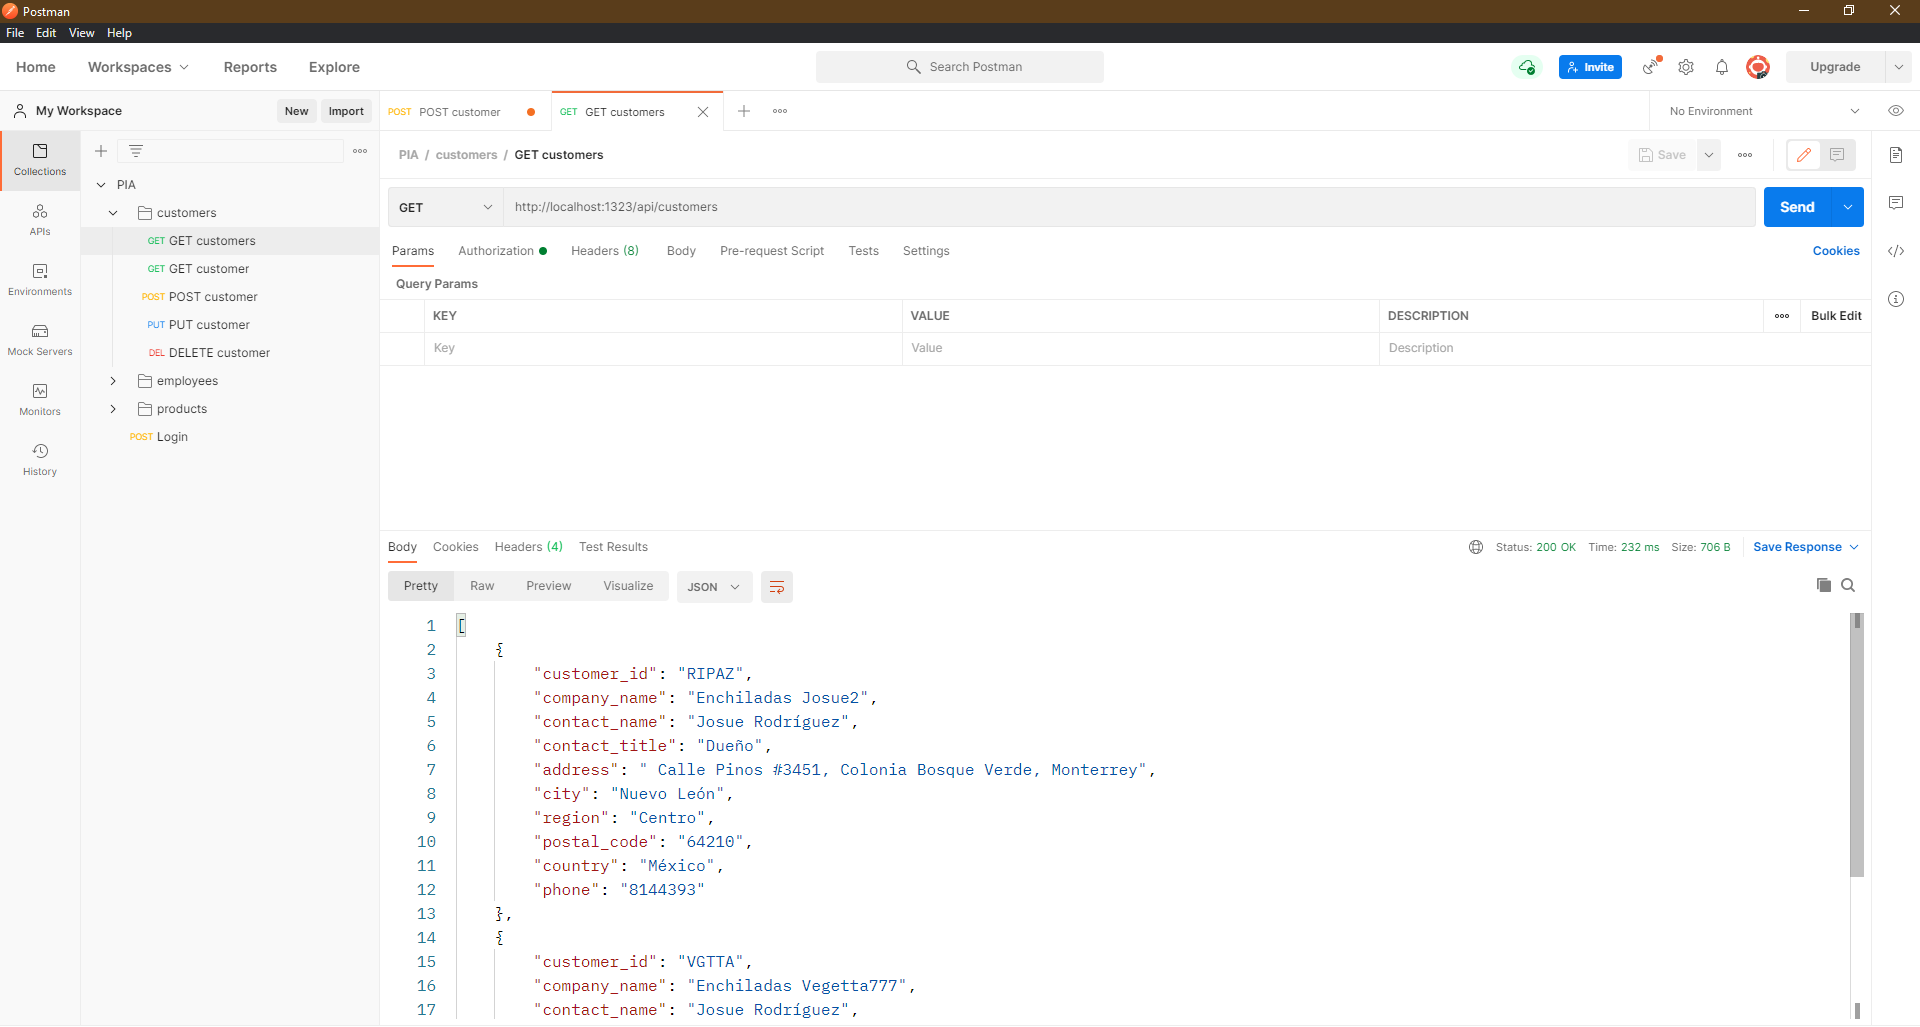 Postman
File Edit View Help
Home Workspaces Reports Explore Search Postman Invite Upgrade
My Workspace New Import POST POST customer GET GET customers No Environment
Collections
APIs
Environments
Mock Servers
Monitors
History
PIA
customers
GET GET customers
GET GET customer
POST POST customer
PUT PUT customer
DEL DELETE customer
employees
products
POST Login
PIA / customers / GET customers Save
GET http://localhost:1323/api/customers Send
Params Authorization Headers (8) Body Pre-request Script Tests Settings Cookies
Query Params
KEY VALUE DESCRIPTION Bulk Edit
Key Value Description
Body Cookies Headers (4) Test Results Status: 200 OK Time: 232 ms Size: 706 B Save Response
Pretty Raw Preview Visualize JSON
1 [
2 {
3 "customer_id": "RIPAZ",
4 "company_name": "Enchiladas Josue2",
5 "contact_name": "Josue Rodríguez",
6 "contact_title": "Dueño",
7 "address": " Calle Pinos #3451, Colonia Bosque Verde, Monterrey",
8 "city": "Nuevo León",
9 "region": "Centro",
10 "postal_code": "64210",
11 "country": "México",
12 "phone": "8144393"
13 },
14 {
15 "customer_id": "VGTTA",
16 "company_name": "Enchiladas Vegetta777",
17 "contact_name": "Josue Rodríguez",